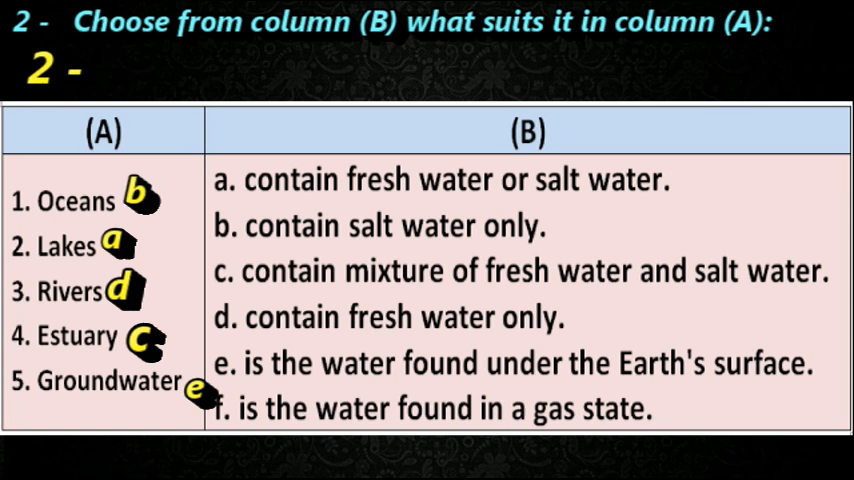 2 - Choose from column (B) what suits it in column (A):
2 -
(A)
(B)
1. Oceans b
2. Lakes a
3. Rivers d
4. Estuary c
5. Groundwater e
a. contain fresh water or salt water.
b. contain salt water only.
c. contain mixture of fresh water and salt water.
d. contain fresh water only.
e. is the water found under the Earth's surface.
f. is the water found in a gas state.